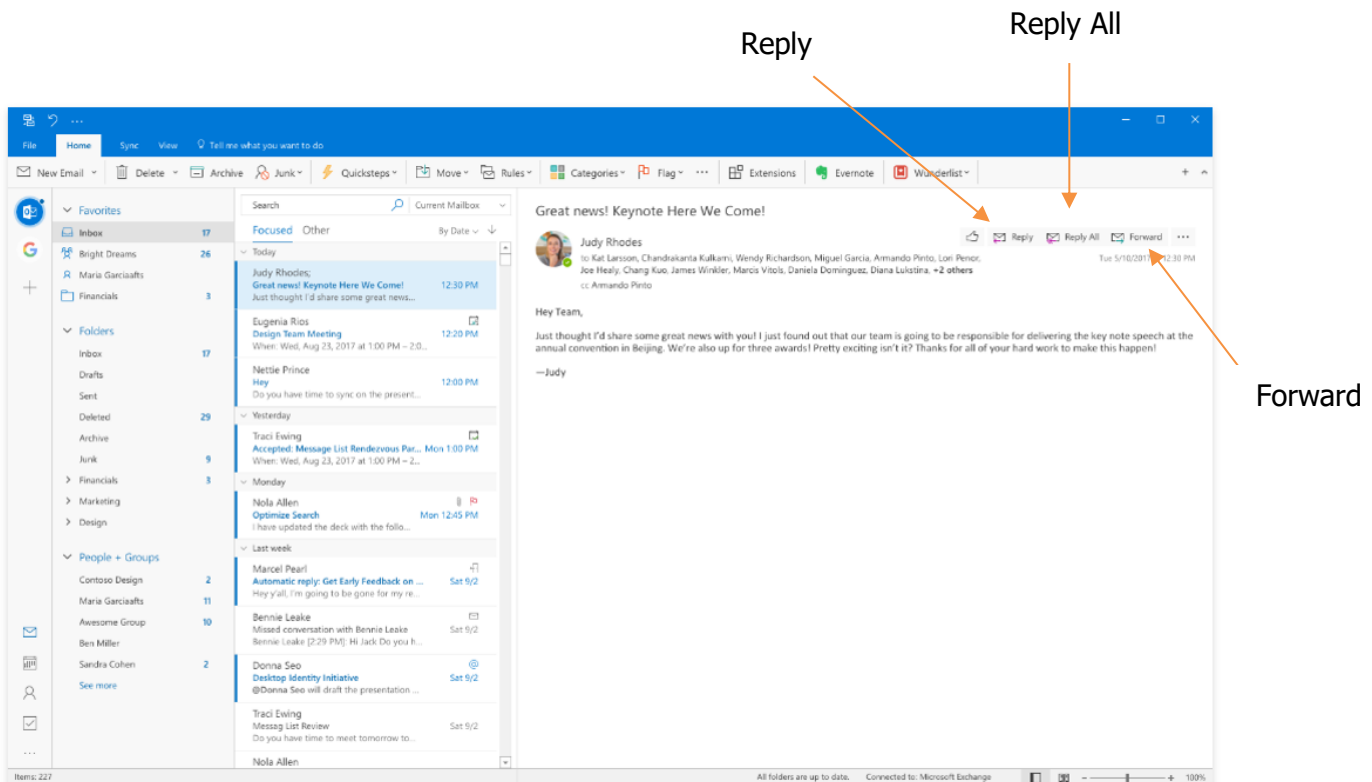 Reply All
Reply
File Home Sync View Tell me what you want to do
New Email Delete Archive Junk Quicksteps Move Rules Categories Flag Extensions Evernote Wunderlist
Favorites
Inbox 17
Bright Dreams 26
Maria Garciaafts
Financials 3
Folders
Inbox 17
Drafts
Sent
Deleted 29
Archive
Junk 9
Financials 3
Marketing
Design
People + Groups
Contoso Design 2
Maria Garciaafts 11
Awesome Group 10
Ben Miller
Sandra Cohen 2
See more
Search Current Mailbox
Focused Other By Date
Today
Judy Rhodes;
Great news! Keynote Here We Come! 12:30 PM
Just thought I'd share some great news...
Eugenia Rios
Design Team Meeting 12:20 PM
When: Wed, Aug 23, 2017 at 1:00 PM – 2:0...
Nettie Prince
Hey 12:00 PM
Do you have time to sync on the present...
Yesterday
Traci Ewing
Accepted: Message List Rendezvous Par... Mon 1:00 PM
When: Wed, Aug 23, 2017 at 1:00 PM – 2...
Monday
Nola Allen
Optimize Search Mon 12:45 PM
I have updated the deck with the follo...
Last week
Marcel Pearl
Automatic reply: Get Early Feedback on ... Sat 9/2
Hey y'all, I'm going to be gone for my re...
Bennie Leake
Missed conversation with Bennie Leake Sat 9/2
Bennie Leake [2:29 PM]: Hi Jack Do you h...
Donna Seo
Desktop Identity Initiative Sat 9/2
@Donna Seo will draft the presentation ...
Traci Ewing
Messag List Review Sat 9/2
Do you have time to meet tomorrow to...
Nola Allen
Great news! Keynote Here We Come!
Reply Reply All Forward
Judy Rhodes
to Kat Larsson, Chandrakanta Kulkarni, Wendy Richardson, Miguel Garcia, Armando Pinto, Lori Penor,
Tue 5/10/2017 12:30 PM
Joe Healy, Chang Kuo, James Winkler, Marcis Vitols, Daniela Dominguez, Diana Lukstina, +2 others
cc Armando Pinto
Hey Team,
Just thought I'd share some great news with you! I just found out that our team is going to be responsible for delivering the key note speech at the
annual convention in Beijing. We're also up for three awards! Pretty exciting isn't it? Thanks for all of your hard work to make this happen!
—Judy
Forward
Items: 227 All folders are up to date. Connected to: Microsoft Exchange 100%